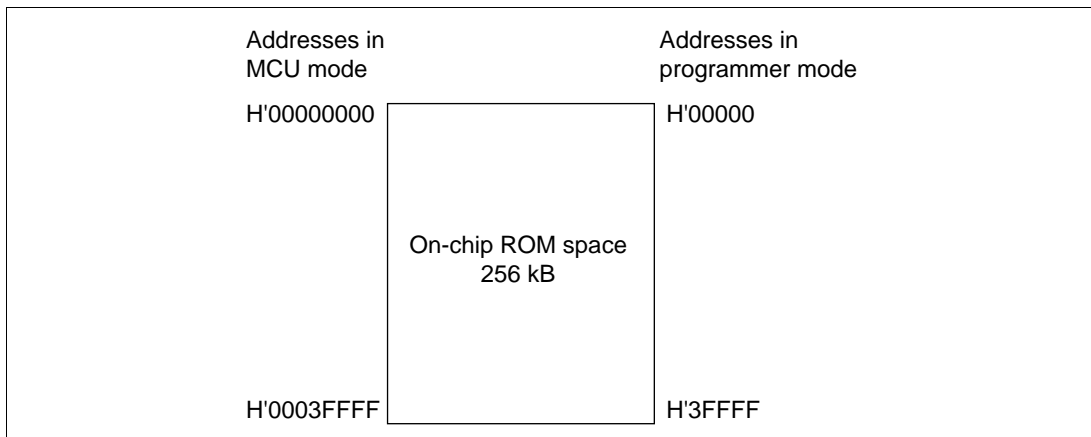 Addresses in
MCU mode
Addresses in
programmer mode
H'00000000
H'00000
On-chip ROM space
256 kB
H'0003FFFF
H'3FFFF